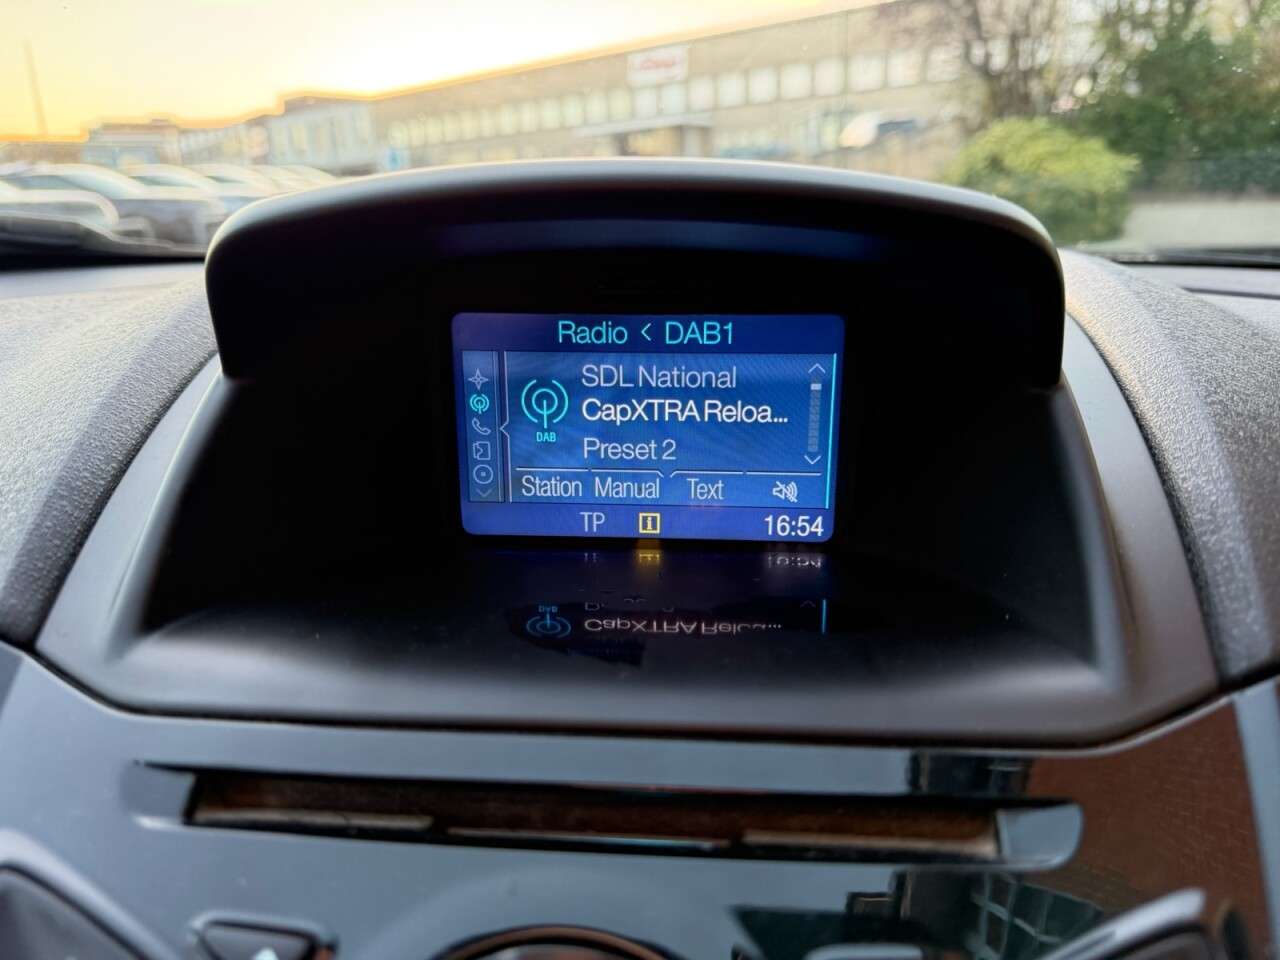 Radio < DAB1
SDL National
CapXTRA Reloa...
DAB
Preset 2
Station Manual Text
TP i 16:54